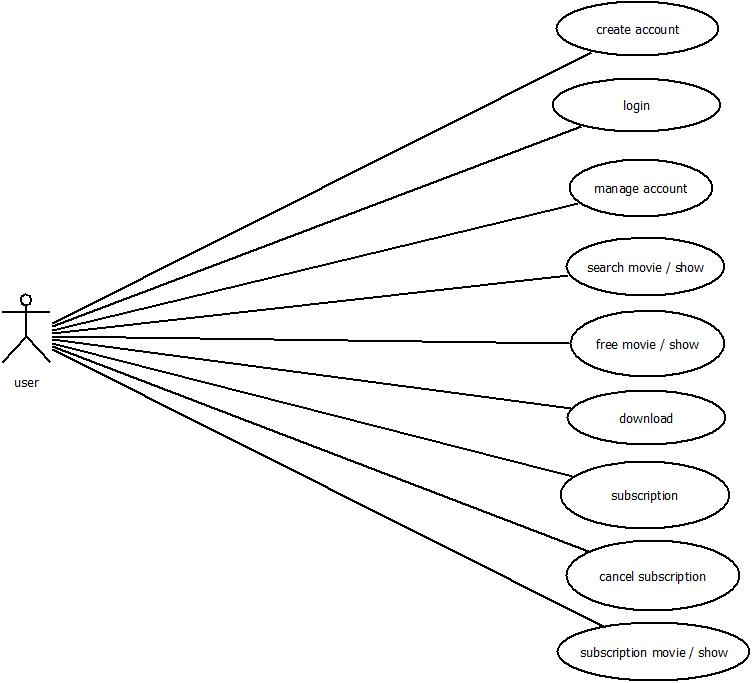 create account
login
manage account
search movie / show
free movie / show
user
download
subscription
cancel subscription
subscription movie / show